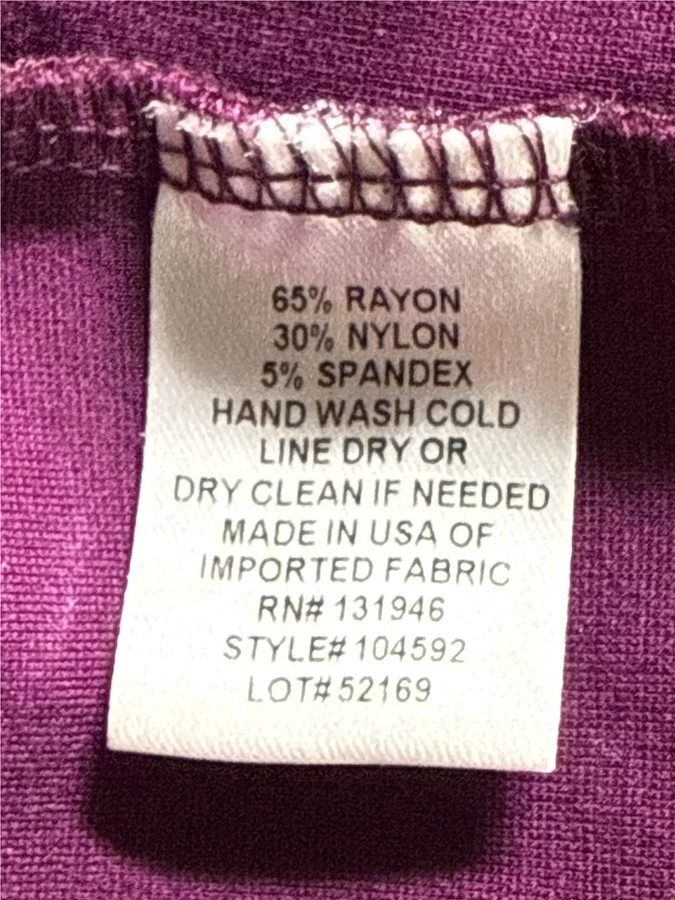 65% RAYON
30% NYLON
5% SPANDEX
HAND WASH COLD
LINE DRY OR
DRY CLEAN IF NEEDED
MADE IN USA OF
IMPORTED FABRIC
RN# 131946
STYLE# 104592
LOT# 52169